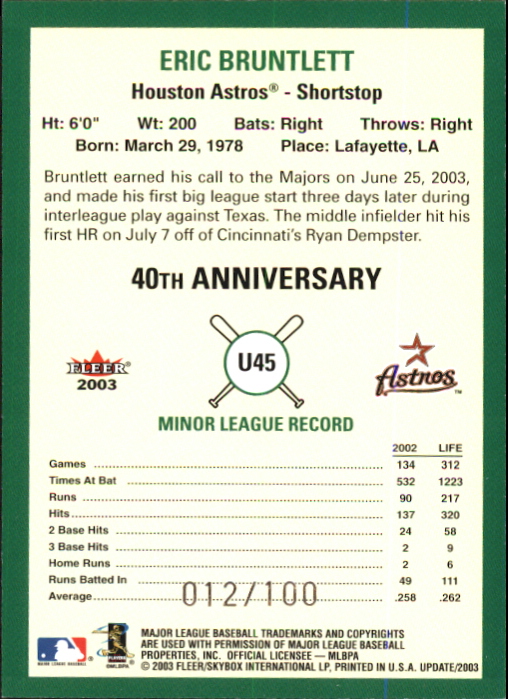 ERIC BRUNTLETT
Houston Astros® - Shortstop
Ht: 6'0" Wt: 200 Bats: Right Throws: Right
Born: March 29, 1978 Place: Lafayette, LA
Bruntlett earned his call to the Majors on June 25, 2003,
and made his first big league start three days later during
interleague play against Texas. The middle infielder hit his
first HR on July 7 off of Cincinnati's Ryan Dempster.
40TH ANNIVERSARY
FLEER®
2003
U45
Astros™
MINOR LEAGUE RECORD
2002 LIFE
Games 134 312
Times At Bat 532 1223
Runs 90 217
Hits 137 320
2 Base Hits 24 58
3 Base Hits 2 9
Home Runs 2 6
Runs Batted In 49 111
Average .258 .262
012/100
MAJOR LEAGUE BASEBALL
MLBPA
MAJOR LEAGUE BASEBALL TRADEMARKS AND COPYRIGHTS
ARE USED WITH PERMISSION OF MAJOR LEAGUE BASEBALL
PROPERTIES, INC. OFFICIAL LICENSEE — MLBPA
© 2003 FLEER/SKYBOX INTERNATIONAL LP, PRINTED IN U.S.A. UPDATE/2003